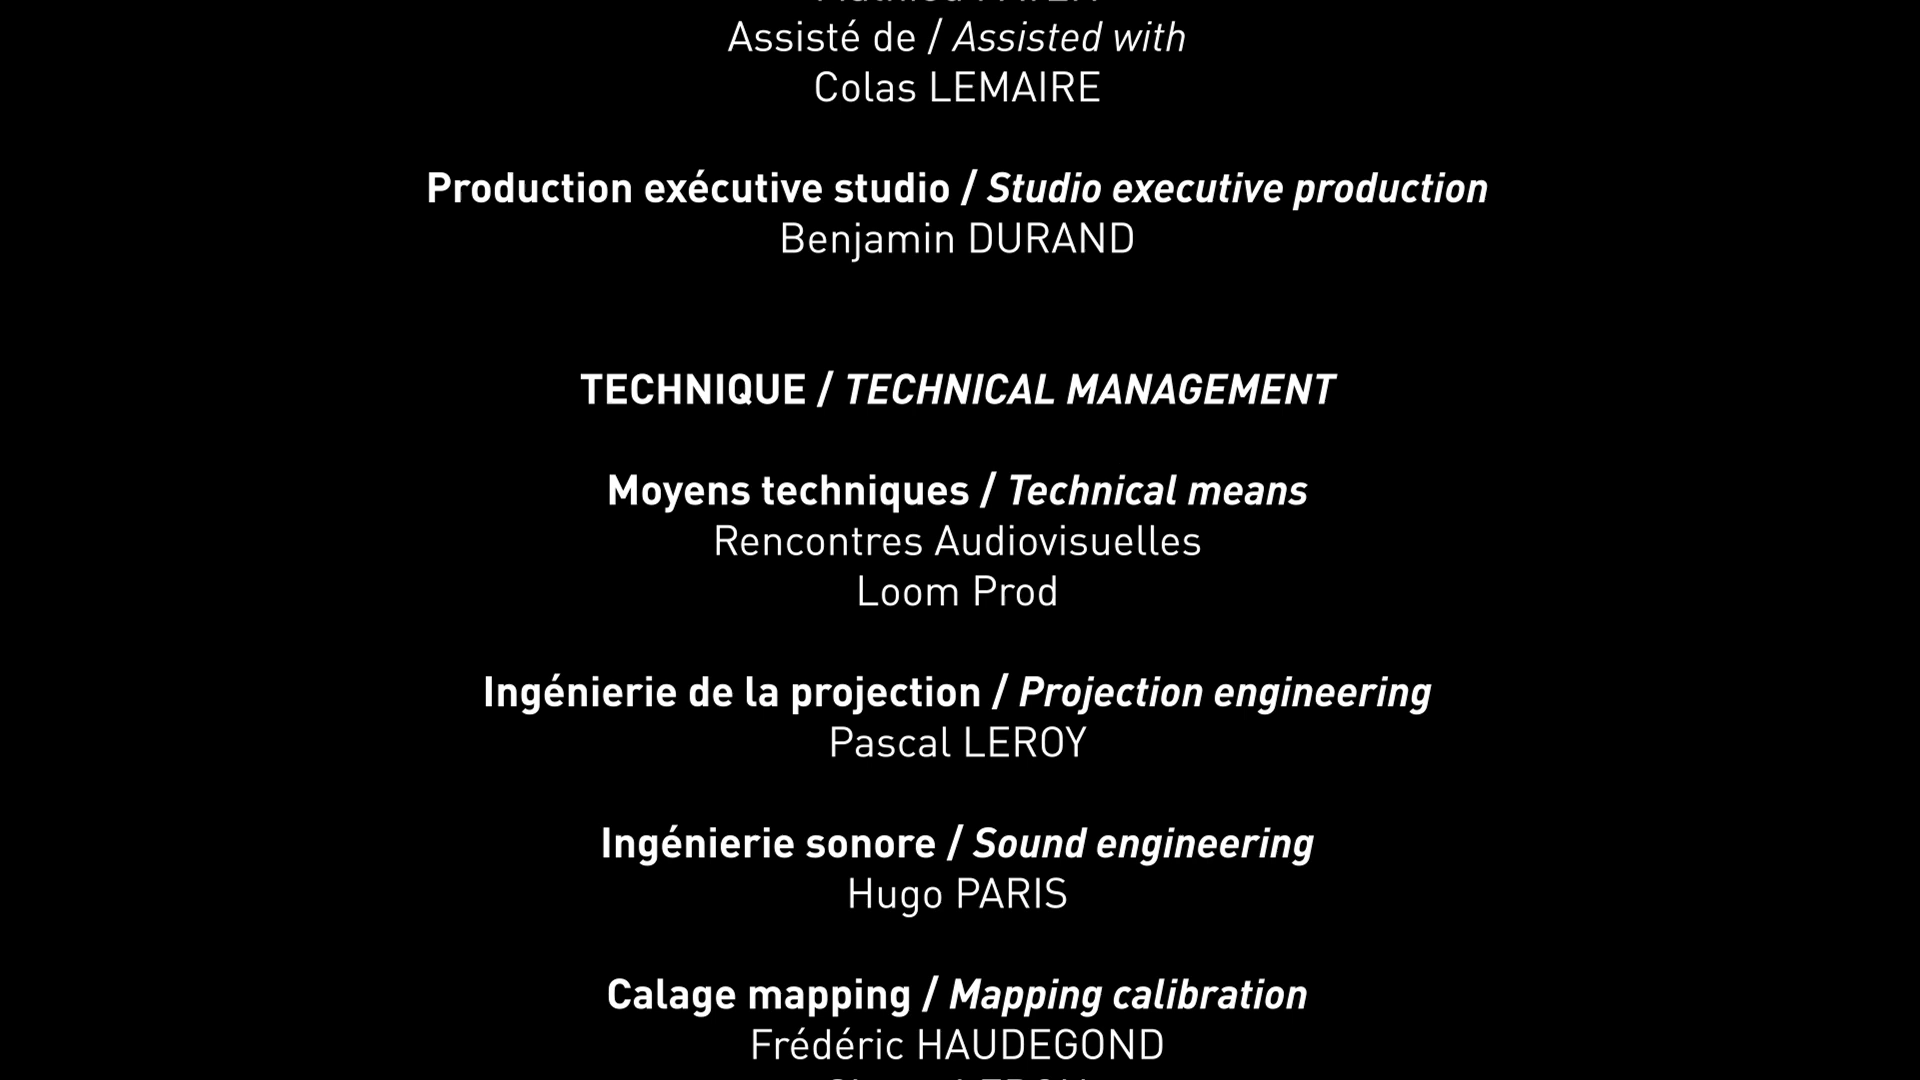 Assisté de / Assisted with
Colas LEMAIRE
Production exécutive studio / Studio executive production
Benjamin DURAND
TECHNIQUE / TECHNICAL MANAGEMENT
Moyens techniques / Technical means
Rencontres Audiovisuelles
Loom Prod
Ingénierie de la projection / Projection engineering
Pascal LEROY
Ingénierie sonore / Sound engineering
Hugo PARIS
Calage mapping / Mapping calibration
Frédéric HAUDEGOND